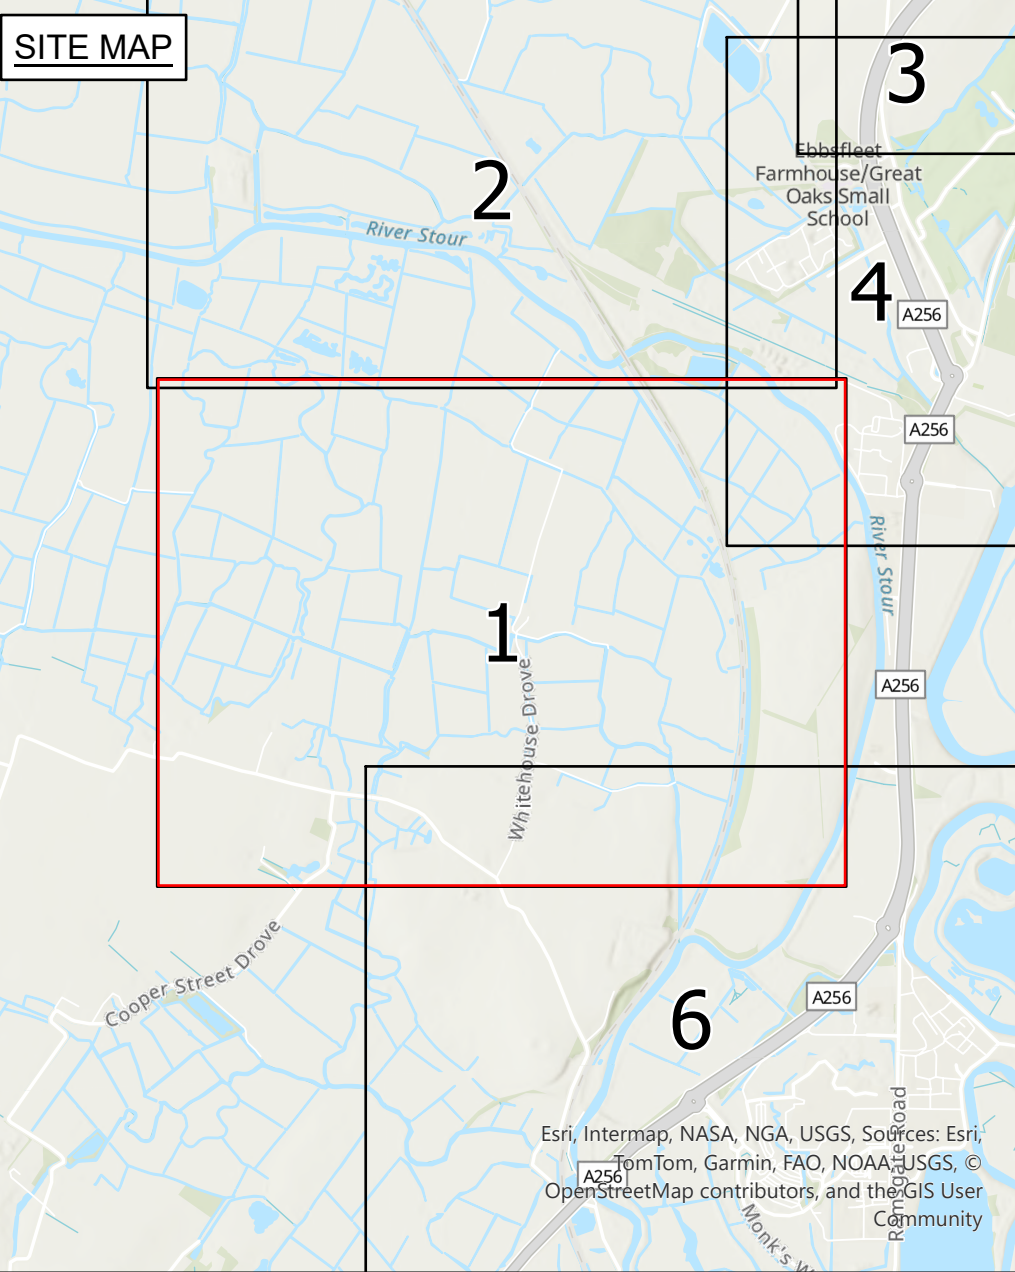 SITE MAP
3
2
Ebbsfleet
Farmhouse/Great
Oaks Small
School
River Stour
4
A256
A256
River Stour
1
Whitehouse Drove
A256
Cooper Street Drove
6
A256
Ramsgate Road
A256
Monk's W
Esri, Intermap, NASA, NGA, USGS, Sources: Esri,
TomTom, Garmin, FAO, NOAA, USGS, ©
OpenStreetMap contributors, and the GIS User
Community